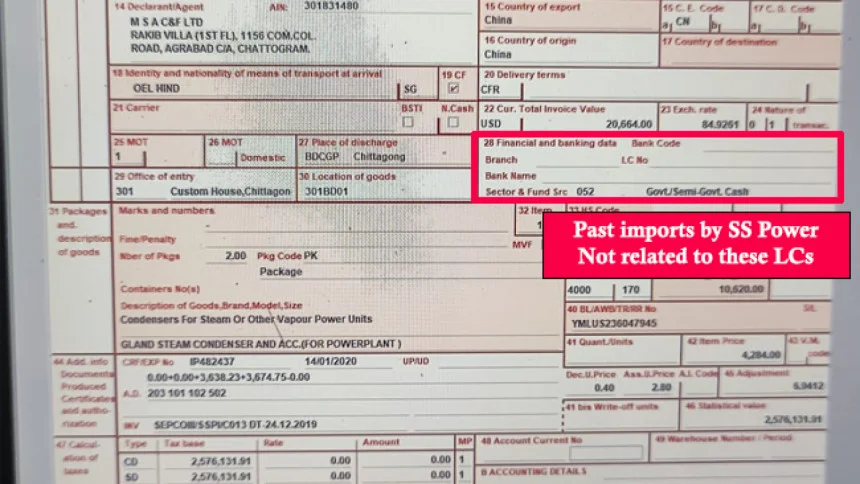 14 Declarant/Agent AIN: 301831480
M S A C&F LTD
RAKIB VILLA (1ST FL), 1156 COM.COL.
ROAD, AGRABAD C/A, CHATTOGRAM.
15 Country of export
China
15 C. E. Code 17 C. D. Code
a| CN b| a| b|
16 Country of origin
China
17 Country of destination
18 Identity and nationality of means of transport at arrival
OEL HIND SG
19 CF
20 Delivery terms
CFR
21 Carrier BSTI N.Cash
22 Cur. Total Invoice Value
USD 20,664.00
23 Exch. rate
84.9261
24 Nature of
0 1 transac.
25 MOT
1
26 MOT
Domestic
27 Place of discharge
BDCGP Chittagong
28 Financial and banking data Bank Code
Branch LC No
Bank Name
Sector & Fund Src 052 Govt./Semi-Govt. Cash
29 Office of entry
301 Custom House,Chittagon
30 Location of goods
301BD01
31 Packages
and
description
of goods
Marks and numbers
Fine/Penalty
Nber of Pkgs 2.00 Pkg Code PK
Package
Containers No(s)
Description of Goods,Brand,Model,Size
Condensers For Steam Or Other Vapour Power Units
GLAND STEAM CONDENSER AND ACC.(FOR POWERPLANT )
32 Item
1
33 HS Code
MVF
Past imports by SS Power
Not related to these LCs
4000 170 10,620.00
40 BL/AWB/TR/RR No
YMLUS236047945
41 Quant./Units
42 Item Price
4,284.00
43 V.M.
code
44 Add. info
Documents
Produced
Certificates
and autho-
rization
CRF/EXP No IP482437 14/01/2020 UP/UD
0.00+0.00+3,638.23+3,674.75-0.00
A.D. 203 101 102 502
INV SEPCOIII/SSPI/C013 DT-24.12.2019
Dec.U.Price Ass.U.Price A.I. Code
0.40 2.80
45 Adjustment
41 bis Write-off units
46 Statistical value
2,576,131.91
47 Calcul-
ation of
taxes
Type Tax base Rate Amount MP
CD 2,576,131.91 0.00 0.00 1
SD 2,576,131.91 0.00 0.00 1
48 Account Current No
49 Warehouse Number / Period:
B ACCOUNTING DETAILS